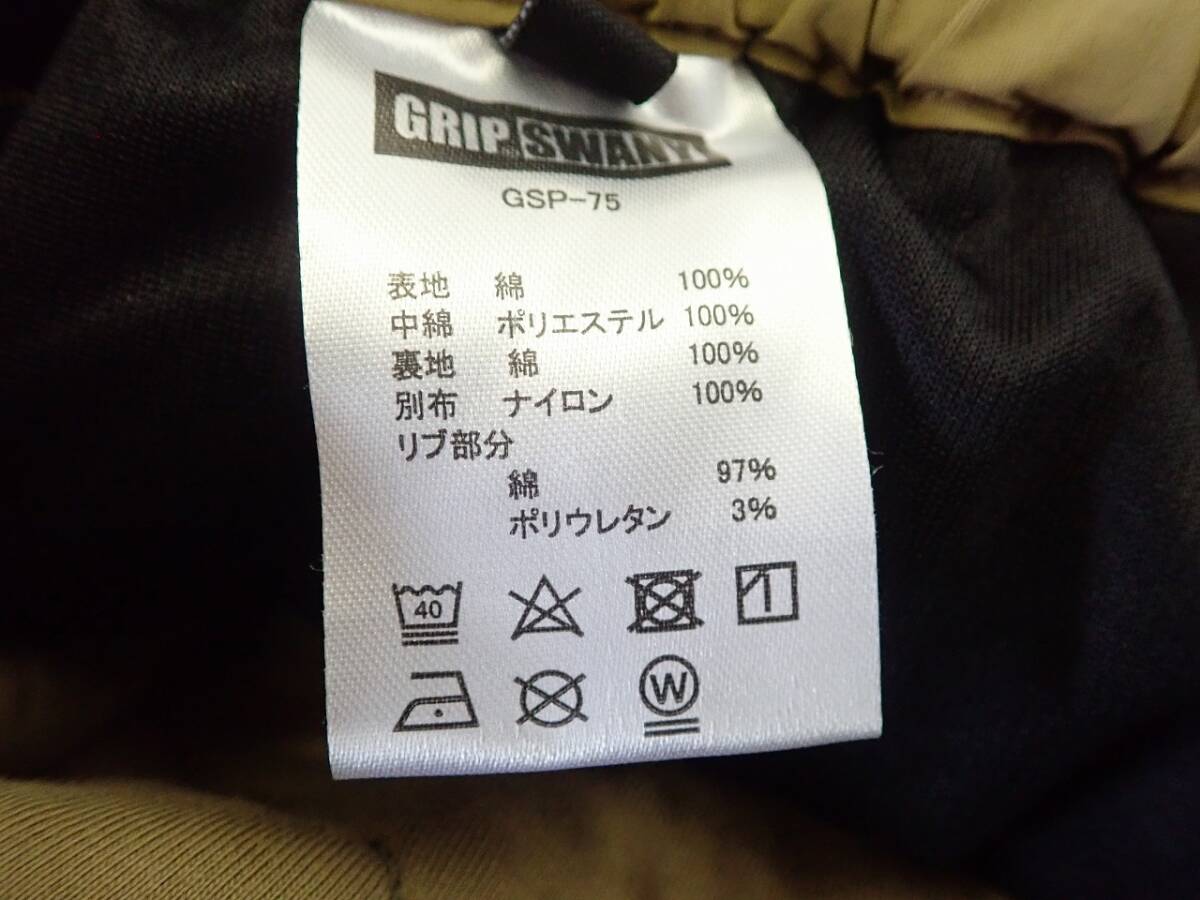 GRIP SWANY
GSP-75
表地 綿 100%
中綿 ポリエステル 100%
裏地 綿 100%
別布 ナイロン 100%
リブ部分
綿 97%
ポリウレタン 3%
40
W